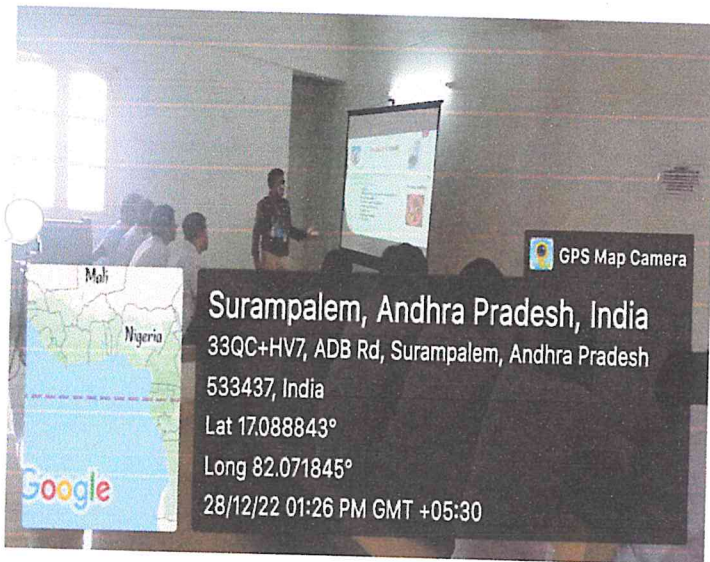 GPS Map Camera
Mali
Nigeria
Google
Surampalem, Andhra Pradesh, India
33QC+HV7, ADB Rd, Surampalem, Andhra Pradesh
533437, India
Lat 17.088843°
Long 82.071845°
28/12/22 01:26 PM GMT +05:30